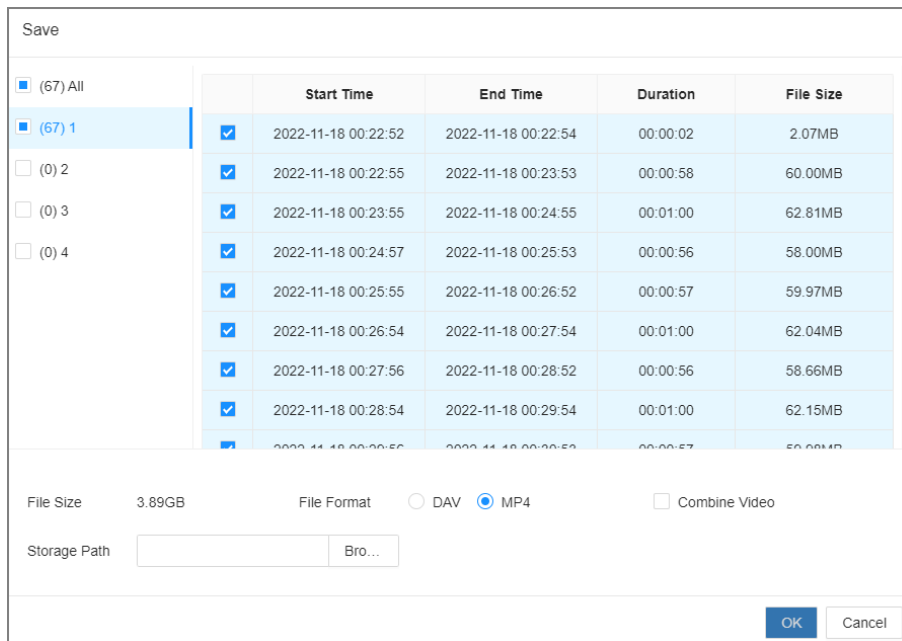 Save
(67) All
(67) 1
(0) 2
(0) 3
(0) 4
Start Time End Time Duration File Size
2022-11-18 00:22:52 2022-11-18 00:22:54 00:00:02 2.07MB
2022-11-18 00:22:55 2022-11-18 00:23:53 00:00:58 60.00MB
2022-11-18 00:23:55 2022-11-18 00:24:55 00:01:00 62.81MB
2022-11-18 00:24:57 2022-11-18 00:25:53 00:00:56 58.00MB
2022-11-18 00:25:55 2022-11-18 00:26:52 00:00:57 59.97MB
2022-11-18 00:26:54 2022-11-18 00:27:54 00:01:00 62.04MB
2022-11-18 00:27:56 2022-11-18 00:28:52 00:00:56 58.66MB
2022-11-18 00:28:54 2022-11-18 00:29:54 00:01:00 62.15MB
File Size 3.89GB File Format DAV MP4 Combine Video
Storage Path Bro...
OK Cancel